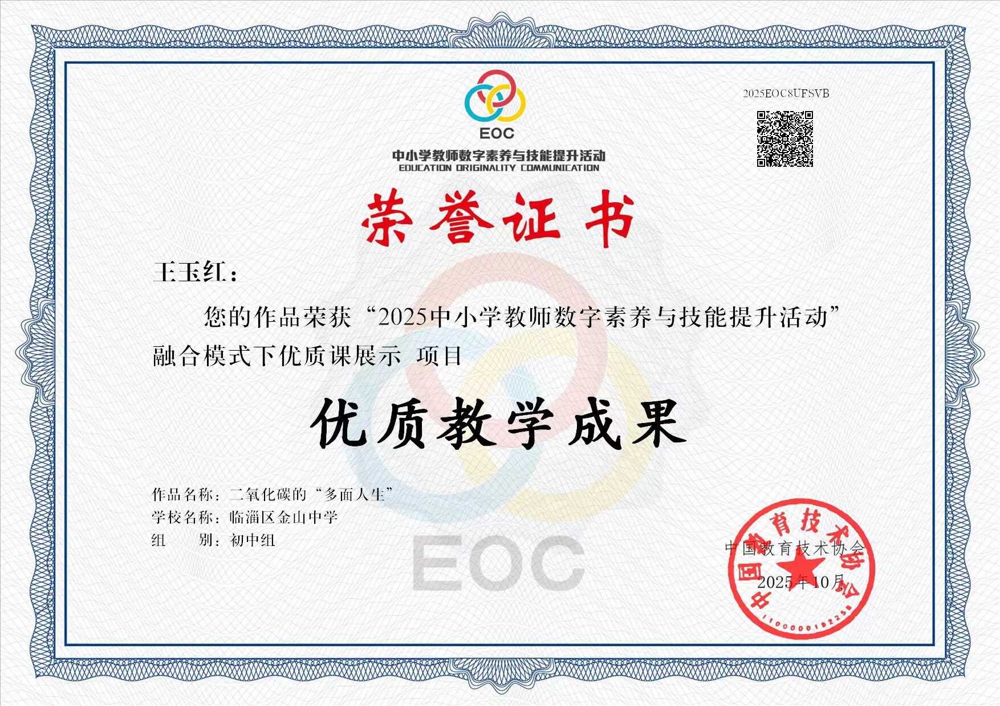 EOC
2025EOC8UFSVB
中小学教师数字素养与技能提升活动
EDUCATION ORIGINALITY COMMUNICATION
荣誉证书
王玉红：
您的作品荣获“2025中小学教师数字素养与技能提升活动”
融合模式下优质课展示 项目
优质教学成果
作品名称：二氧化碳的“多面人生”
学校名称：临淄区金山中学
组 别：初中组
EOC
中国教育技术协会
2025年10月
中国教育技术协会